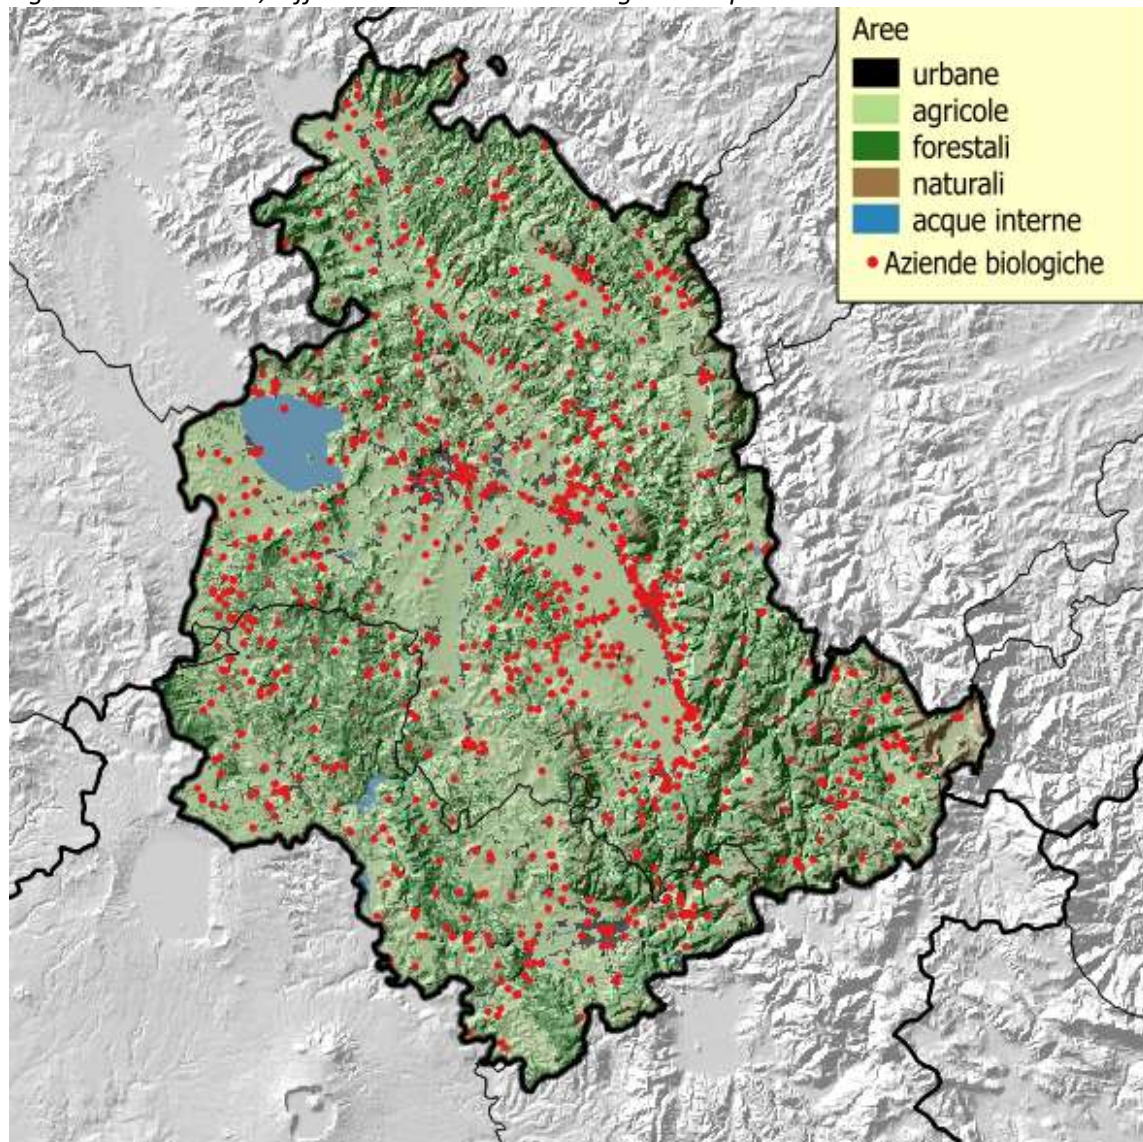 Aree
urbane
agricole
forestali
naturali
acque interne
Aziende biologiche